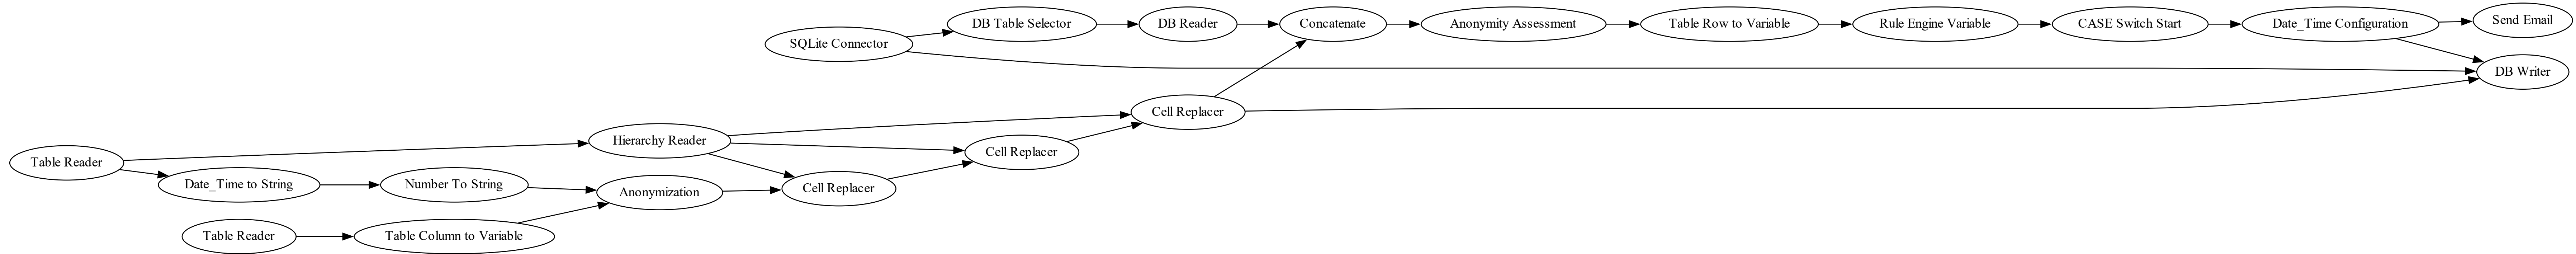 Send Email
DB Table Selector
DB Reader
Concatenate
Anonymity Assessment
Table Row to Variable
Rule Engine Variable
CASE Switch Start
Date_Time Configuration
SQLite Connector
DB Writer
Cell Replacer
Hierarchy Reader
Cell Replacer
Table Reader
Date_Time to String
Number To String
Anonymization
Cell Replacer
Table Reader
Table Column to Variable